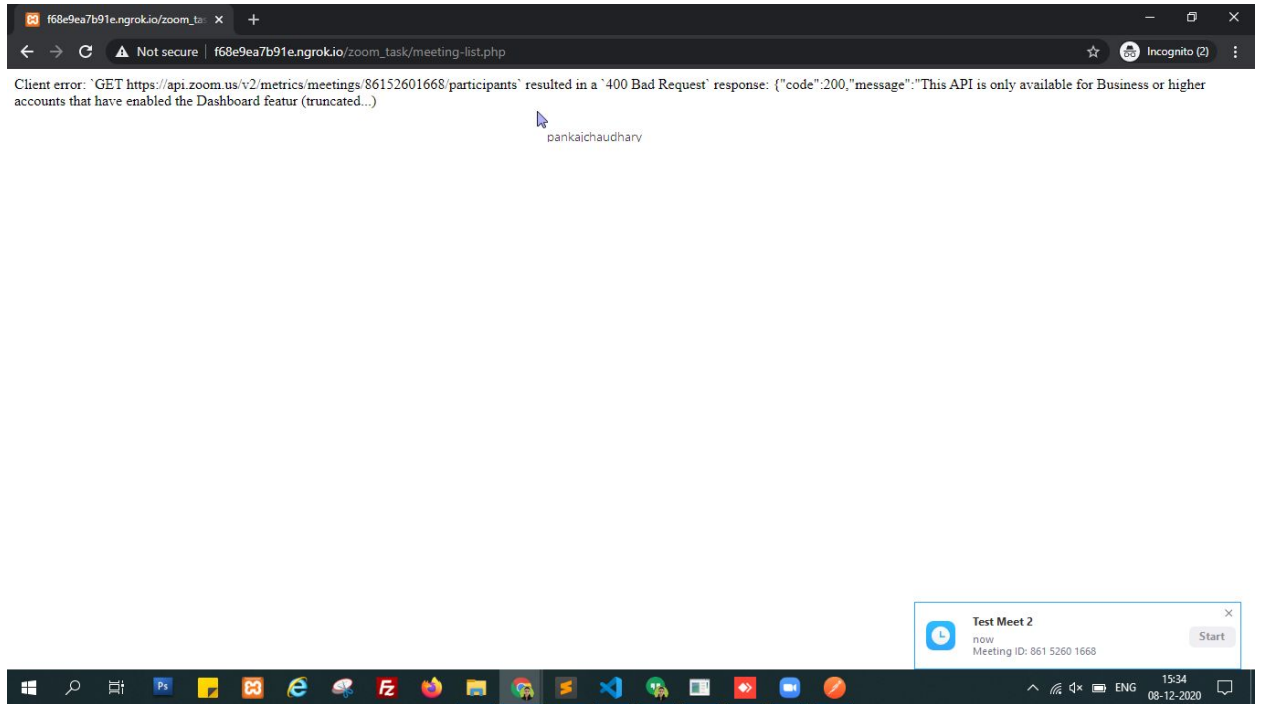 f68e9ea7b91e.ngrok.io/zoom_tas
Not secure f68e9ea7b91e.ngrok.io/zoom_task/meeting-list.php Incognito (2)
Client error: `GET https://api.zoom.us/v2/metrics/meetings/86152601668/participants` resulted in a `400 Bad Request` response: {"code":200,"message":"This API is only available for Business or higher
accounts that have enabled the Dashboard featur (truncated...)
pankajchaudhary
Test Meet 2
now
Start
Meeting ID: 861 5260 1668
Ps
Fz
ENG
15:34
08-12-2020